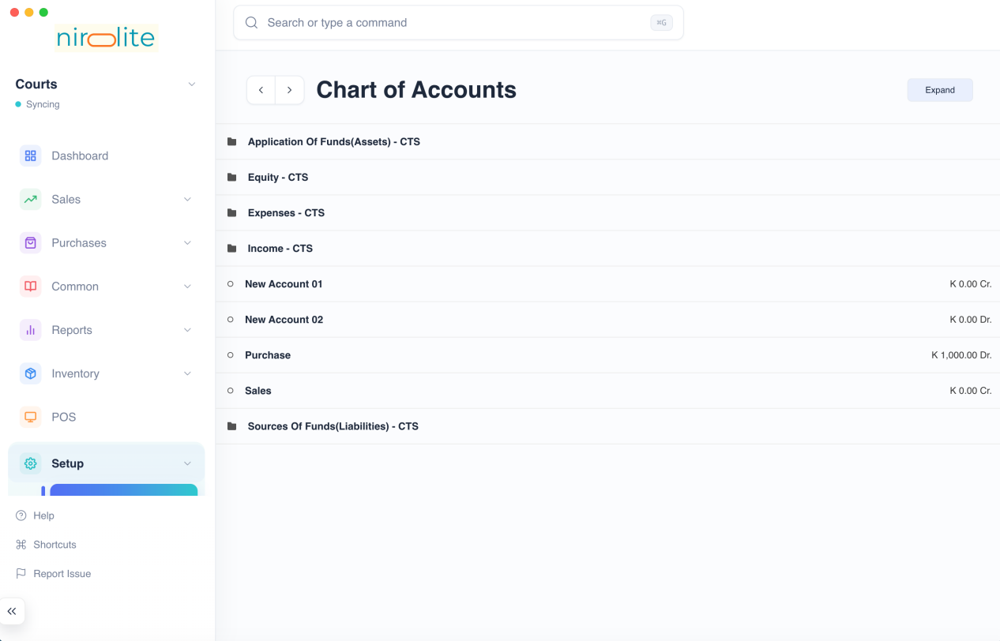 nirolite
Courts
Syncing
Dashboard
Sales
Purchases
Common
Reports
Inventory
POS
Setup
Help
Shortcuts
Report Issue
Search or type a command
⌘G
Chart of Accounts
Expand
Application Of Funds(Assets) - CTS
Equity - CTS
Expenses - CTS
Income - CTS
New Account 01 K 0.00 Cr.
New Account 02 K 0.00 Dr.
Purchase K 1,000.00 Dr.
Sales K 0.00 Cr.
Sources Of Funds(Liabilities) - CTS